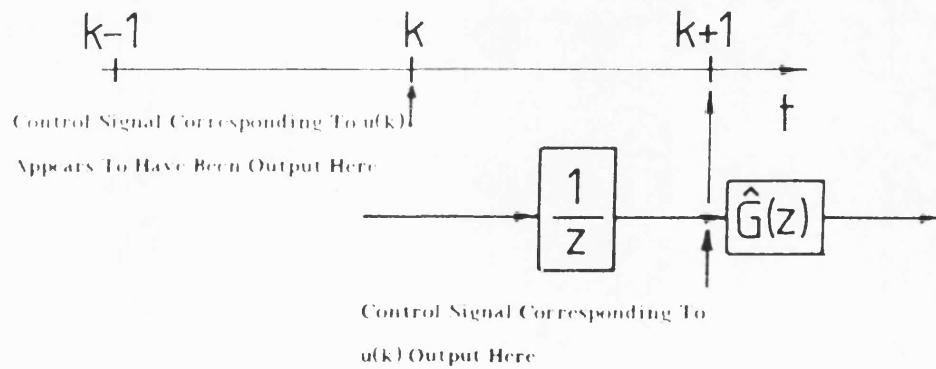 k-1 k k+1
t
Control Signal Corresponding To u(k)
Appears To Have Been Output Here
1
z
Ĝ(z)
Control Signal Corresponding To
u(k) Output Here